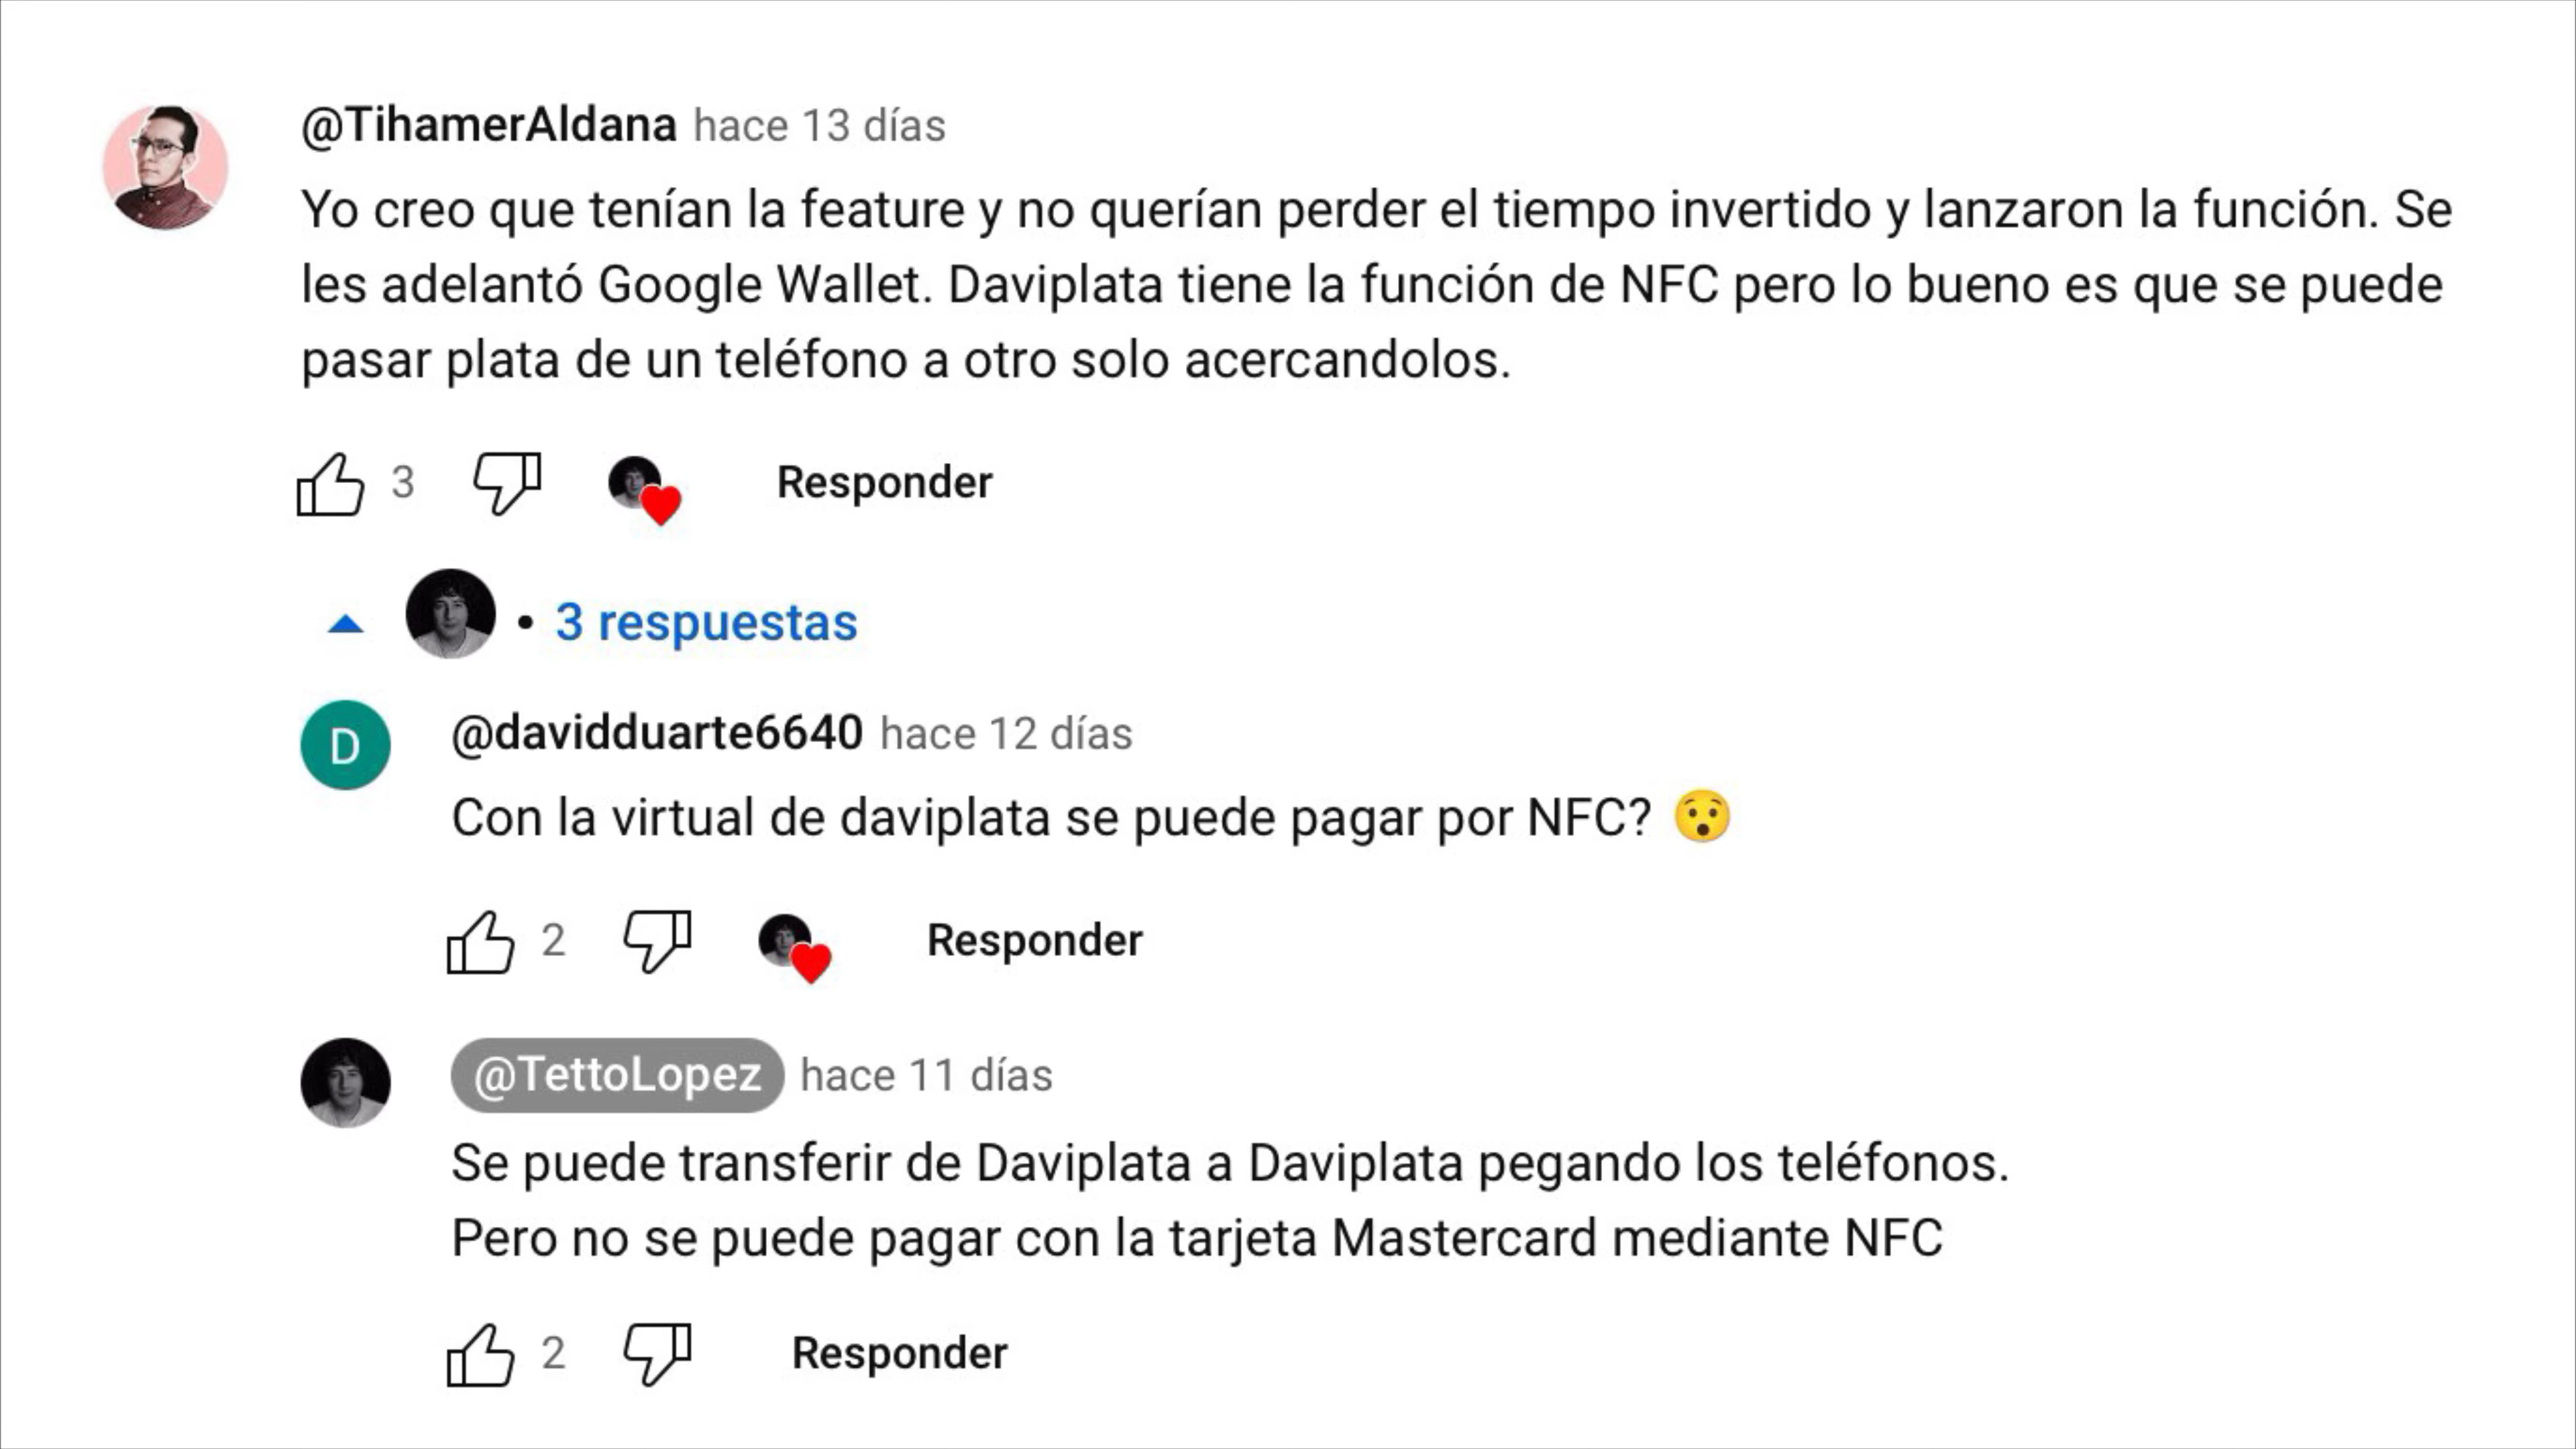 @TihamerAldana hace 13 días
Yo creo que tenían la feature y no querían perder el tiempo invertido y lanzaron la función. Se
les adelantó Google Wallet. Daviplata tiene la función de NFC pero lo bueno es que se puede
pasar plata de un teléfono a otro solo acercandolos.
3 Responder
• 3 respuestas
D
@davidduarte6640 hace 12 días
Con la virtual de daviplata se puede pagar por NFC? 😯
2 Responder
@TettoLopez hace 11 días
Se puede transferir de Daviplata a Daviplata pegando los teléfonos.
Pero no se puede pagar con la tarjeta Mastercard mediante NFC
2 Responder